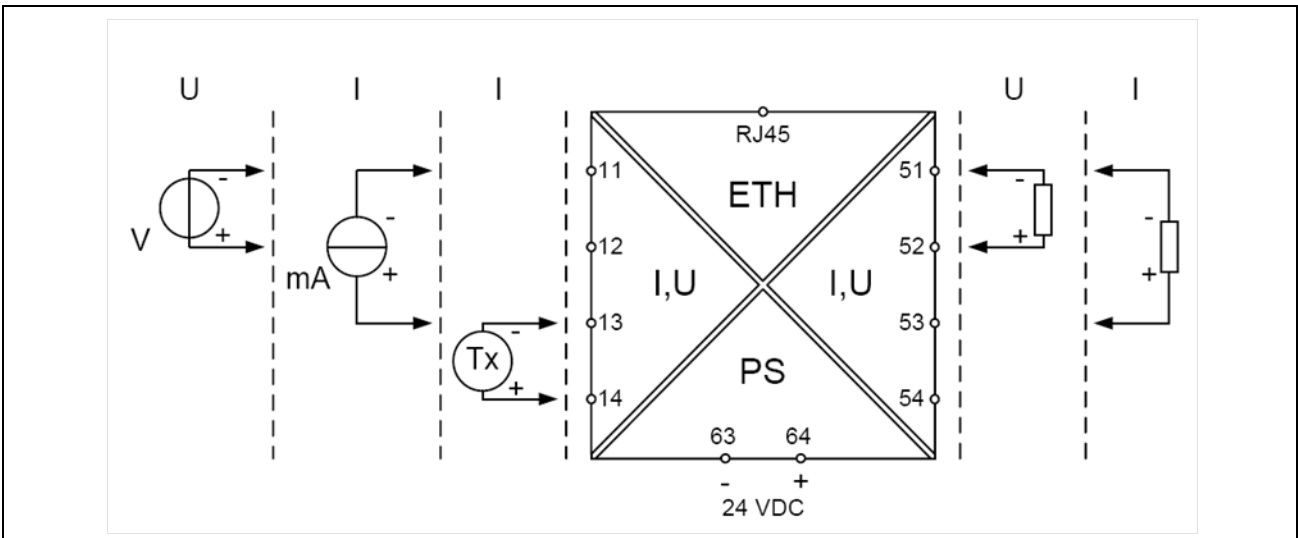 U I I U I
RJ45
- 11 51 -
ETH
V + - 12 52 +
mA + I,U I,U - +
- 13 53
Tx
PS
+ 14 54
63 64
- +
24 VDC